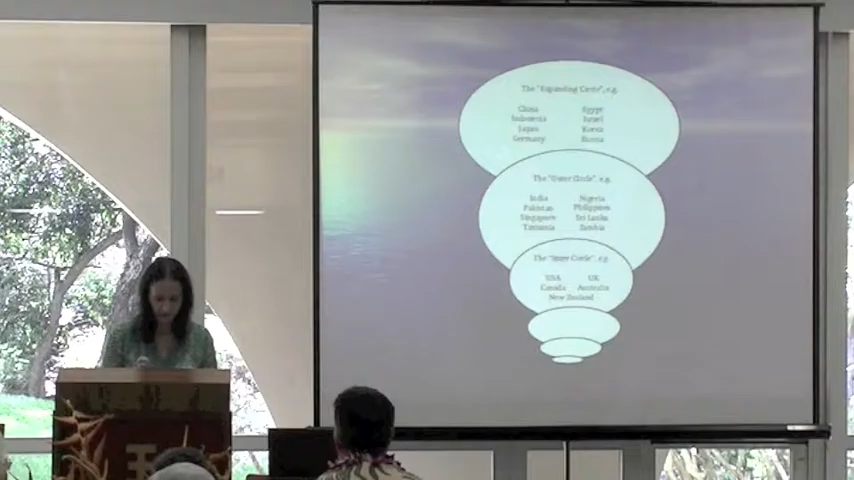 The "Expanding Circle", e.g.
China Egypt
Indonesia Israel
Japan Korea
Germany Russia
The "Outer Circle", e.g.
India Nigeria
Pakistan Philippines
Singapore Sri Lanka
Tanzania Zambia
The "Inner Circle", e.g.
USA UK
Canada Australia
New Zealand